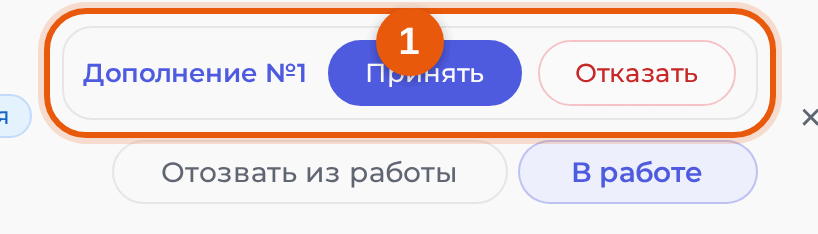 1
Дополнение №1 Принять Отказать
я
Отозвать из работы В работе